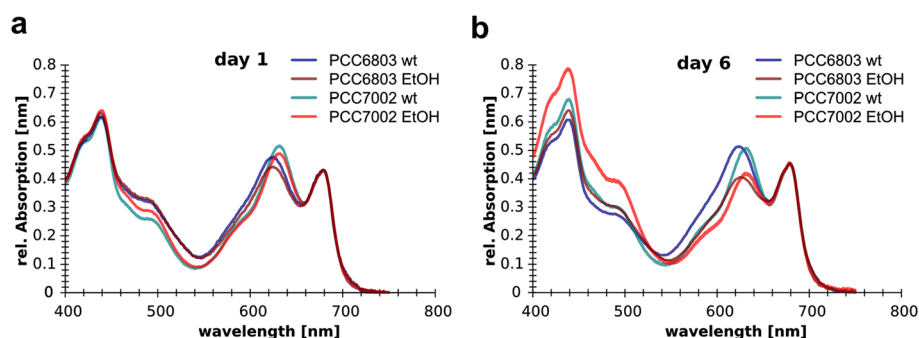 a
day 1
PCC6803 wt
PCC6803 EtOH
PCC7002 wt
PCC7002 EtOH
rel. Absorption [nm]
0.8
0.7
0.6
0.5
0.4
0.3
0.2
0.1
0
400 500 600 700 800
wavelength [nm]
b
day 6
PCC6803 wt
PCC6803 EtOH
PCC7002 wt
PCC7002 EtOH
rel. Absorption [nm]
0.8
0.7
0.6
0.5
0.4
0.3
0.2
0.1
0
400 500 600 700 800
wavelength [nm]